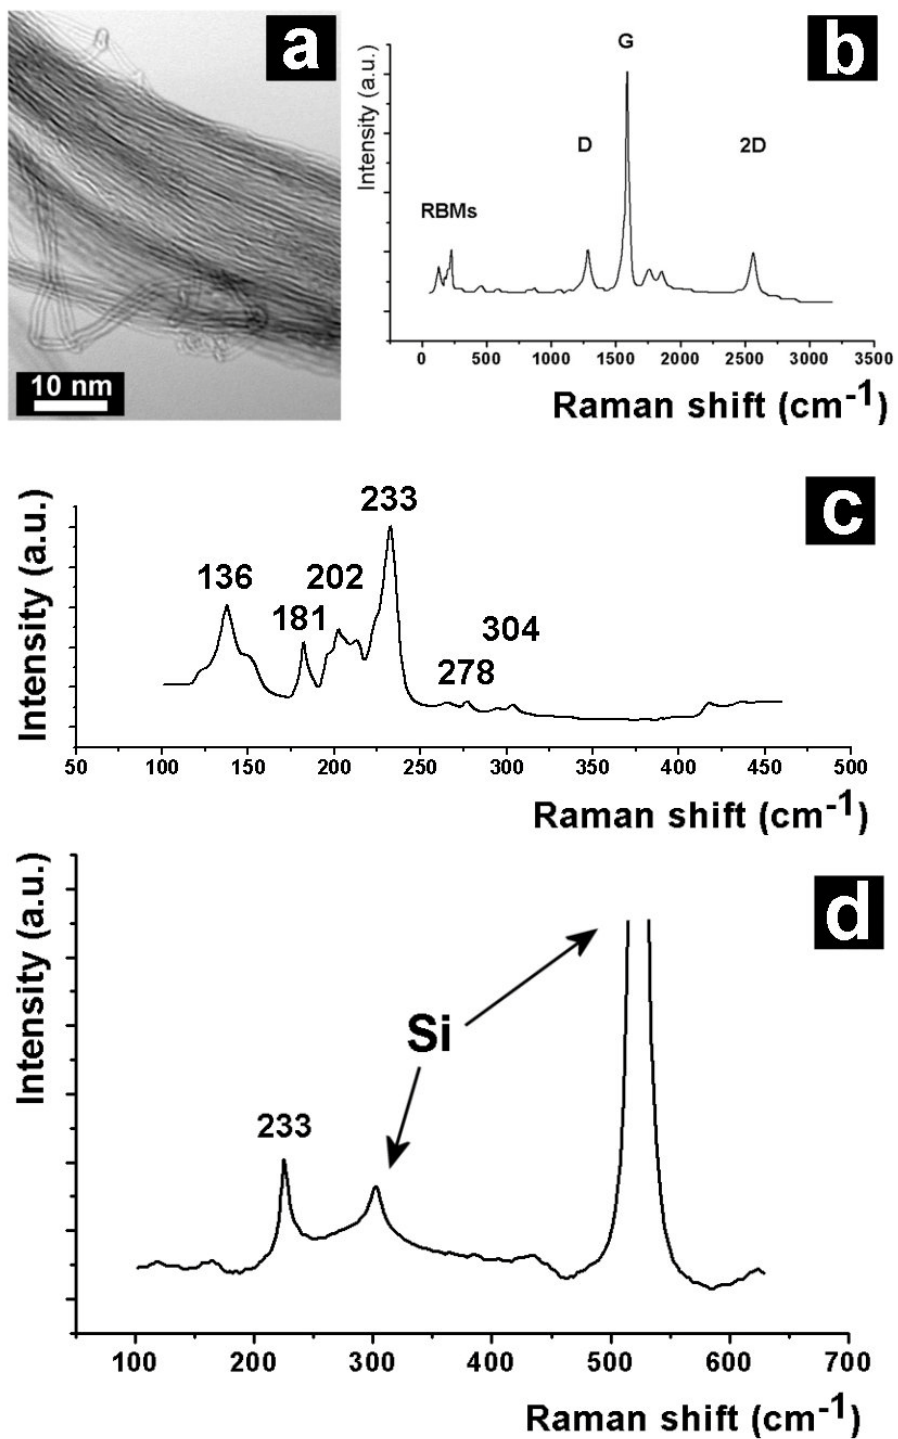 a
10 nm
b
Intensity (a.u.)
G
D
2D
RBMs
0 500 1000 1500 2000 2500 3000 3500
Raman shift (cm-1)
c
Intensity (a.u.)
233
136
202
181
304
278
50 100 150 200 250 300 350 400 450 500
Raman shift (cm-1)
d
Intensity (a.u.)
Si
233
100 200 300 400 500 600 700
Raman shift (cm-1)